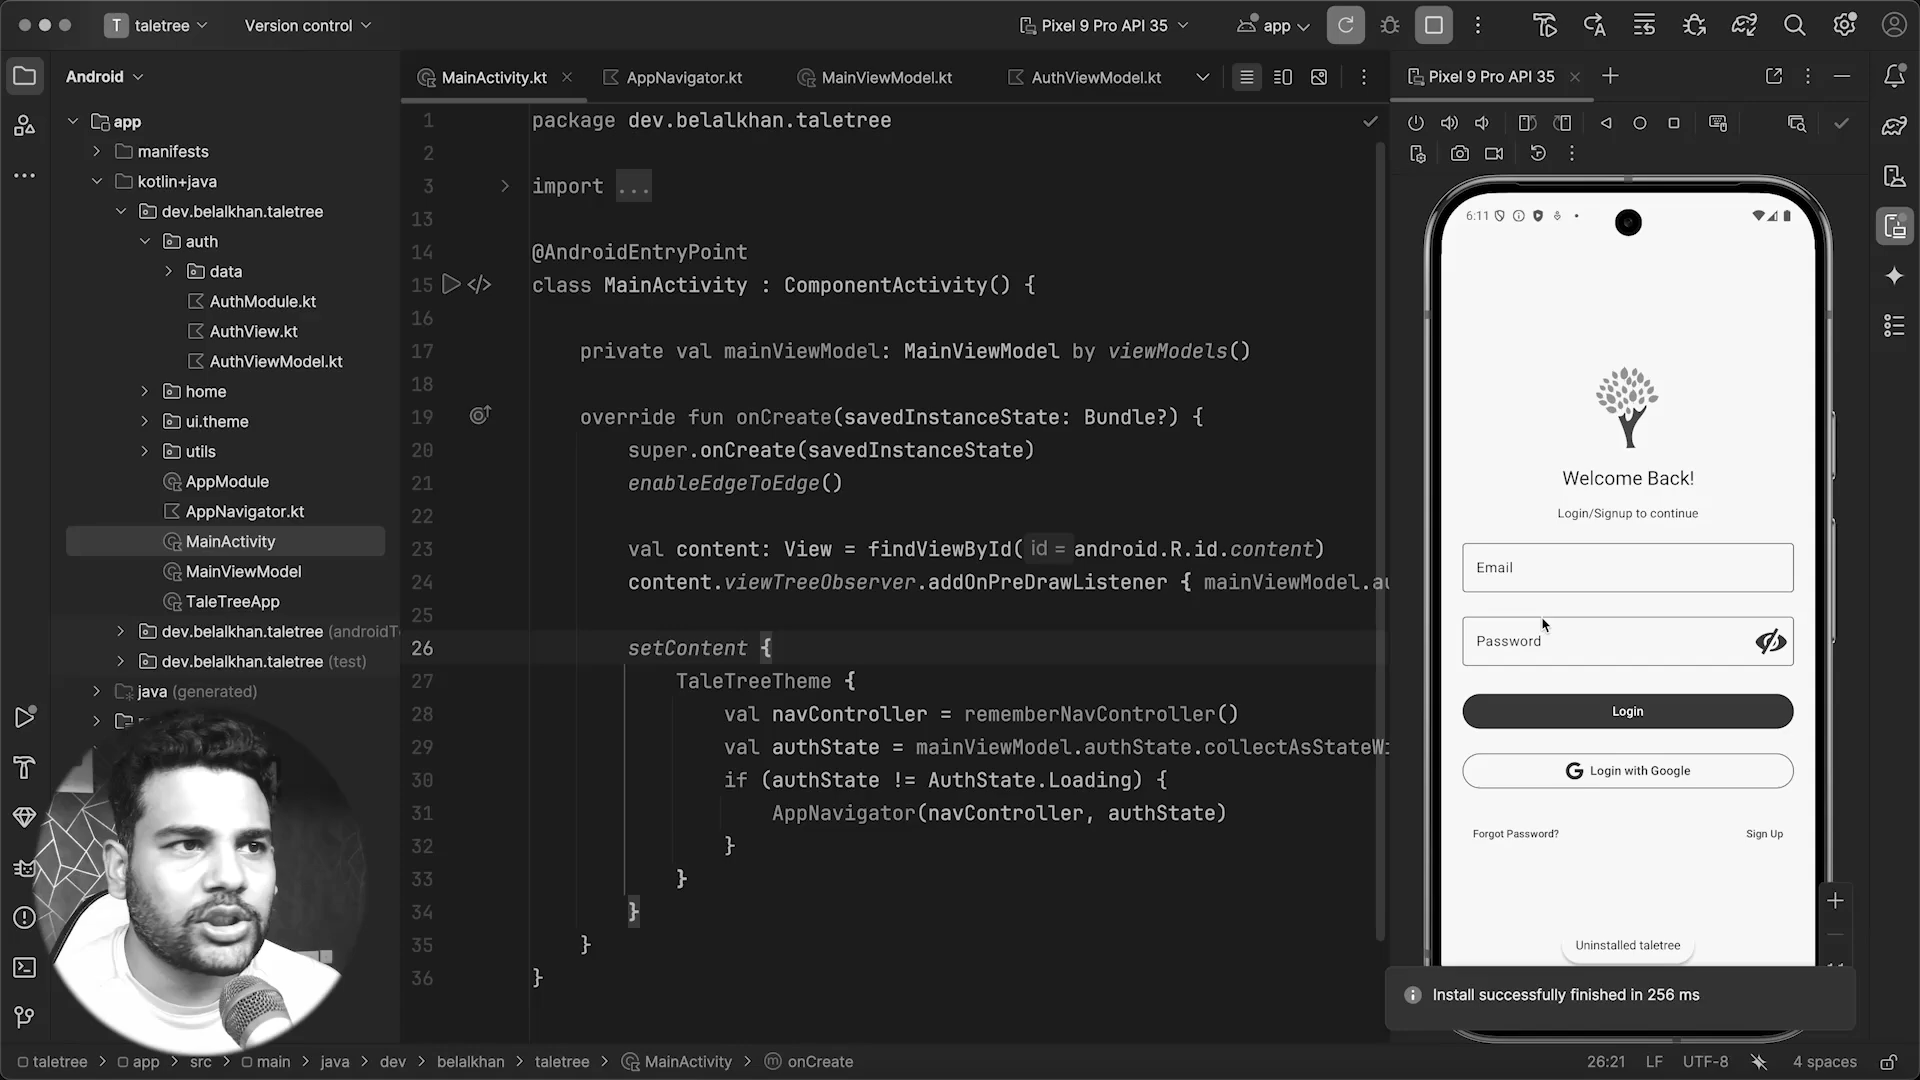 T taletree
Version control
Pixel 9 Pro API 35
app
Android
MainActivity.kt
AppNavigator.kt
MainViewModel.kt
AuthViewModel.kt
Pixel 9 Pro API 35
app
manifests
kotlin+java
dev.belalkhan.taletree
auth
data
AuthModule.kt
AuthView.kt
AuthViewModel.kt
home
ui.theme
utils
AppModule
AppNavigator.kt
MainActivity
MainViewModel
TaleTreeApp
dev.belalkhan.taletree (androidT
dev.belalkhan.taletree (test)
java (generated)
1 package dev.belalkhan.taletree
2
3 import ...
13
14 @AndroidEntryPoint
15 class MainActivity : ComponentActivity() {
16
17 private val mainViewModel: MainViewModel by viewModels()
18
19 override fun onCreate(savedInstanceState: Bundle?) {
20 super.onCreate(savedInstanceState)
21 enableEdgeToEdge()
22
23 val content: View = findViewById( id = android.R.id.content)
24 content.viewTreeObserver.addOnPreDrawListener { mainViewModel.au
25
26 setContent {
27 TaleTreeTheme {
28 val navController = rememberNavController()
29 val authState = mainViewModel.authState.collectAsStateWi
30 if (authState != AuthState.Loading) {
31 AppNavigator(navController, authState)
32 }
33 }
34 }
35 }
36 }
6:11
Welcome Back!
Login/Signup to continue
Email
Password
Login
G Login with Google
Forgot Password?
Sign Up
Uninstalled taletree
Install successfully finished in 256 ms
taletree > app > src > main > java > dev > belalkhan > taletree > MainActivity > onCreate
26:21 LF UTF-8 4 spaces